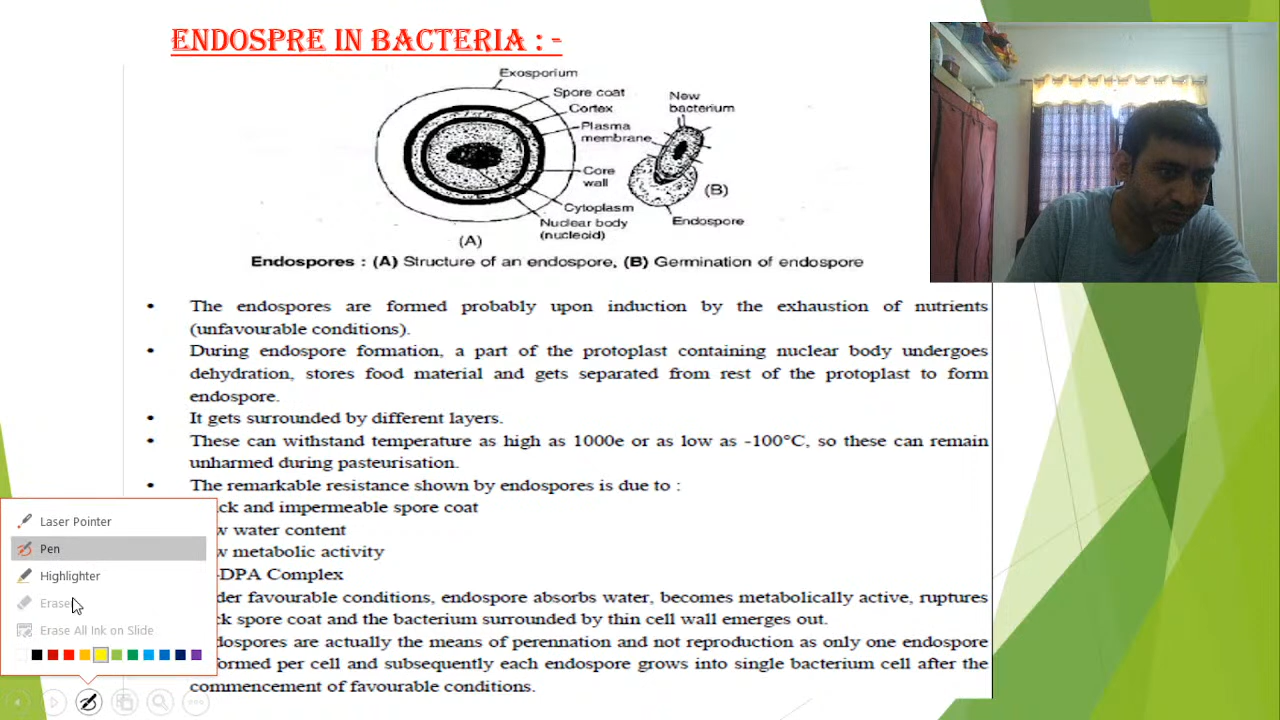 ENDOSPRE IN BACTERIA : -
Exosporium
Spore coat
Cortex
Plasma
membrane
Core
wall
Cytoplasm
Nuclear body
(nucleoid)
(A)
New
bacterium
(B)
Endospore
Endospores : (A) Structure of an endospore, (B) Germination of endospore
• The endospores are formed probably upon induction by the exhaustion of nutrients
(unfavourable conditions).
• During endospore formation, a part of the protoplast containing nuclear body undergoes
dehydration, stores food material and gets separated from rest of the protoplast to form
endospore.
• It gets surrounded by different layers.
• These can withstand temperature as high as 1000e or as low as -100°C, so these can remain
unharmed during pasteurisation.
• The remarkable resistance shown by endospores is due to :
ck and impermeable spore coat
w water content
w metabolic activity
-DPA Complex
der favourable conditions, endospore absorbs water, becomes metabolically active, ruptures
ck spore coat and the bacterium surrounded by thin cell wall emerges out.
dospores are actually the means of perennation and not reproduction as only one endospore
formed per cell and subsequently each endospore grows into single bacterium cell after the
commencement of favourable conditions.
Laser Pointer
Pen
Highlighter
Erase
Erase All Ink on Slide